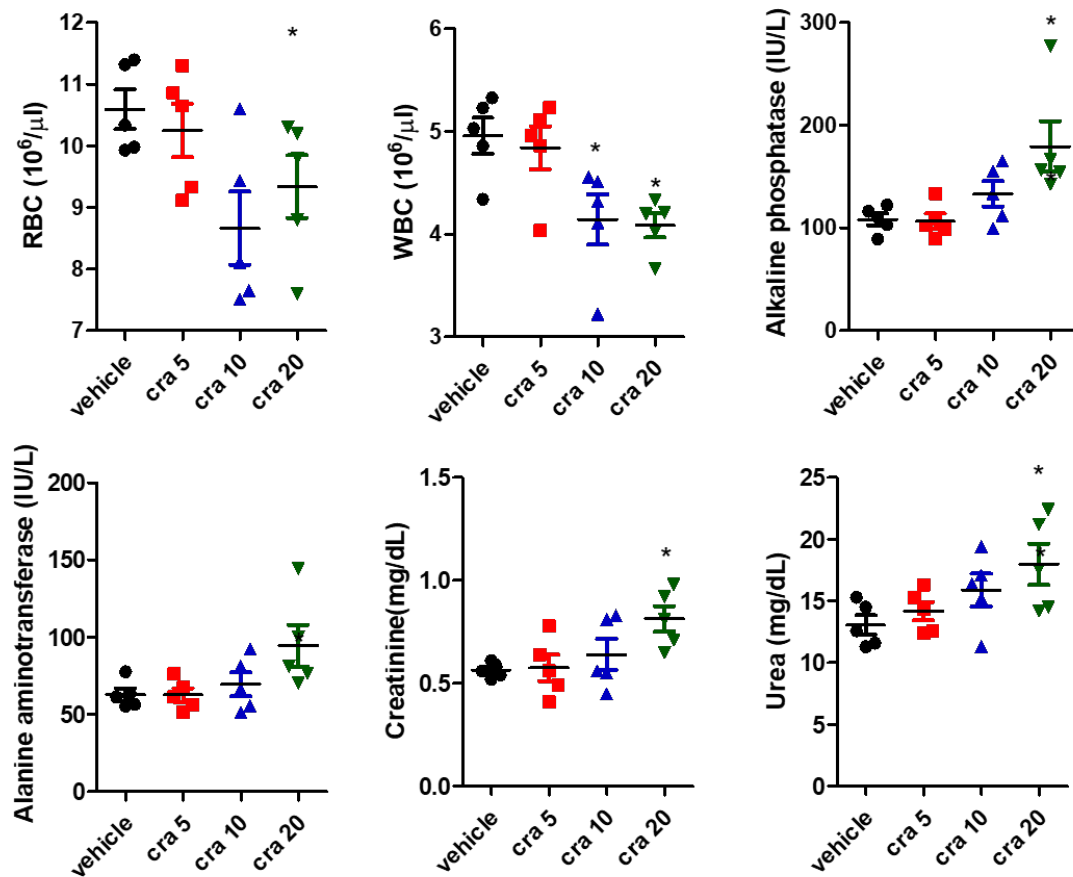 RBC (10⁶/µl)
12
11
10
9
8
7
*
vehicle
cra 5
cra 10
cra 20
WBC (10⁶/µl)
6
5
4
3
*
*
vehicle
cra 5
cra 10
cra 20
Alkaline phosphatase (IU/L)
300
200
100
0
*
*
vehicle
cra 5
cra 10
cra 20
Alanine aminotransferase (IU/L)
200
150
100
50
0
*
vehicle
cra 5
cra 10
cra 20
Creatinine(mg/dL)
1.5
1.0
0.5
0.0
*
vehicle
cra 5
cra 10
cra 20
Urea (mg/dL)
25
20
15
10
5
0
*
*
vehicle
cra 5
cra 10
cra 20